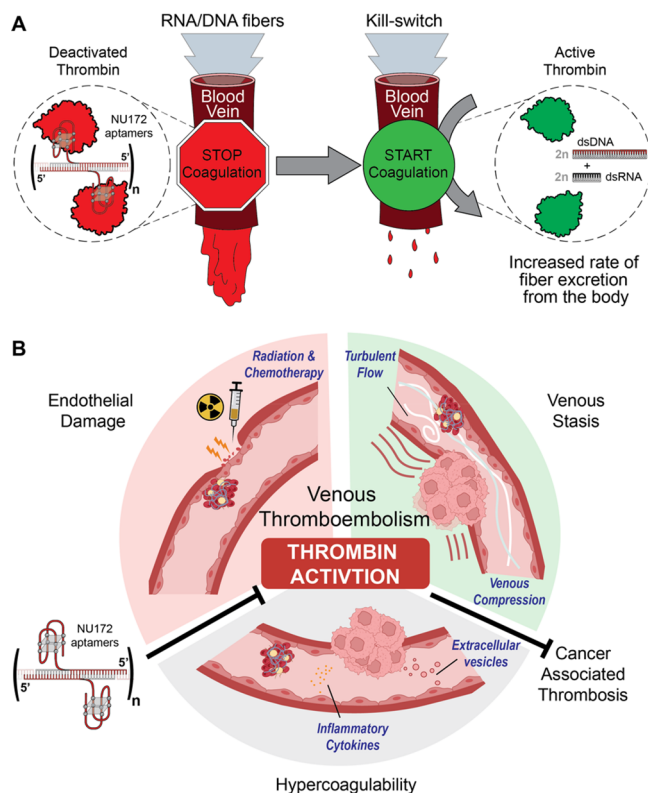 A
RNA/DNA fibers
Kill-switch
Deactivated
Thrombin
Active
Thrombin
NU172
aptamers
5'
5'
n
Blood
Vein
STOP
Coagulation
Blood
Vein
START
Coagulation
dsDNA
2n
+
2n dsRNA
Increased rate of
fiber excretion
from the body
B
Endothelial
Damage
Radiation &
Chemotherapy
Turbulent
Flow
Venous
Stasis
Venous
Thromboembolism
THROMBIN
ACTIVTION
Venous
Compression
NU172
aptamers
5'
5'
n
Extracellular
vesicles
Inflammatory
Cytokines
Cancer
Associated
Thrombosis
Hypercoagulability